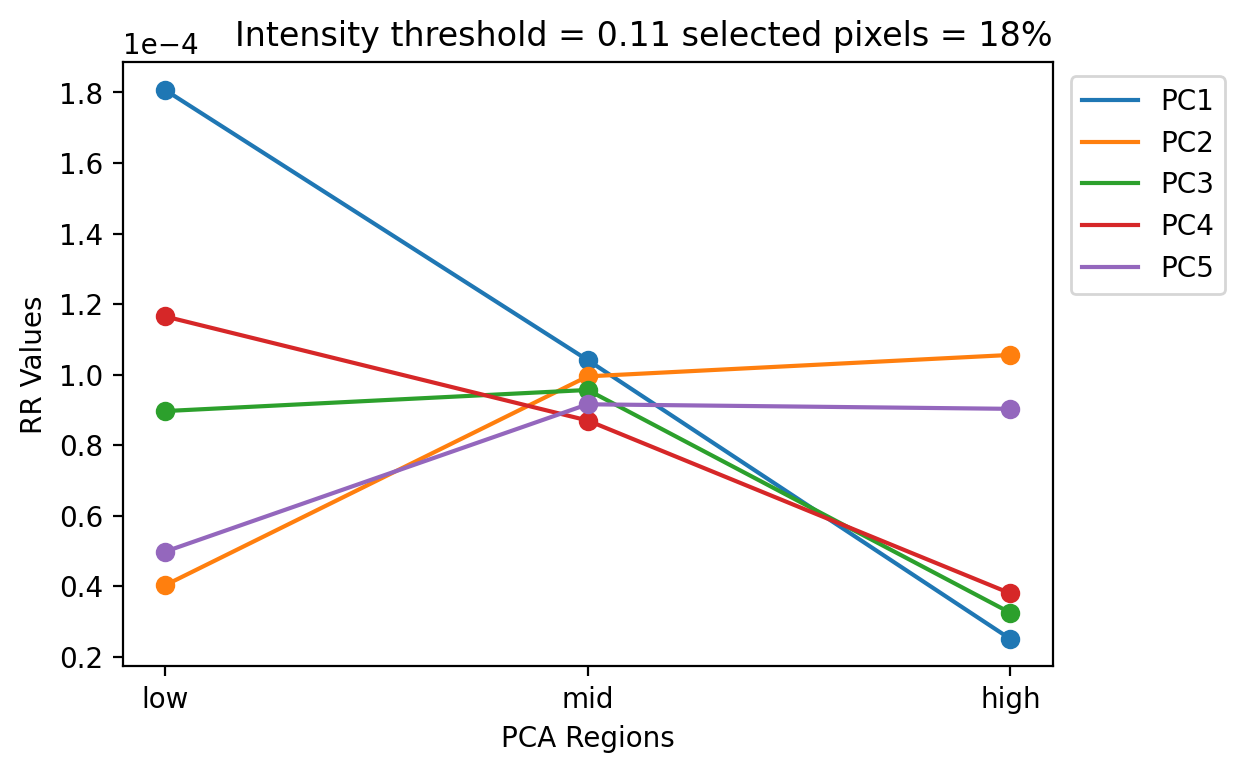 Intensity threshold = 0.11 selected pixels = 18%
1e−4
1.8
1.6
1.4
1.2
1.0
0.8
0.6
0.4
0.2
RR Values
low mid high
PCA Regions
PC1
PC2
PC3
PC4
PC5